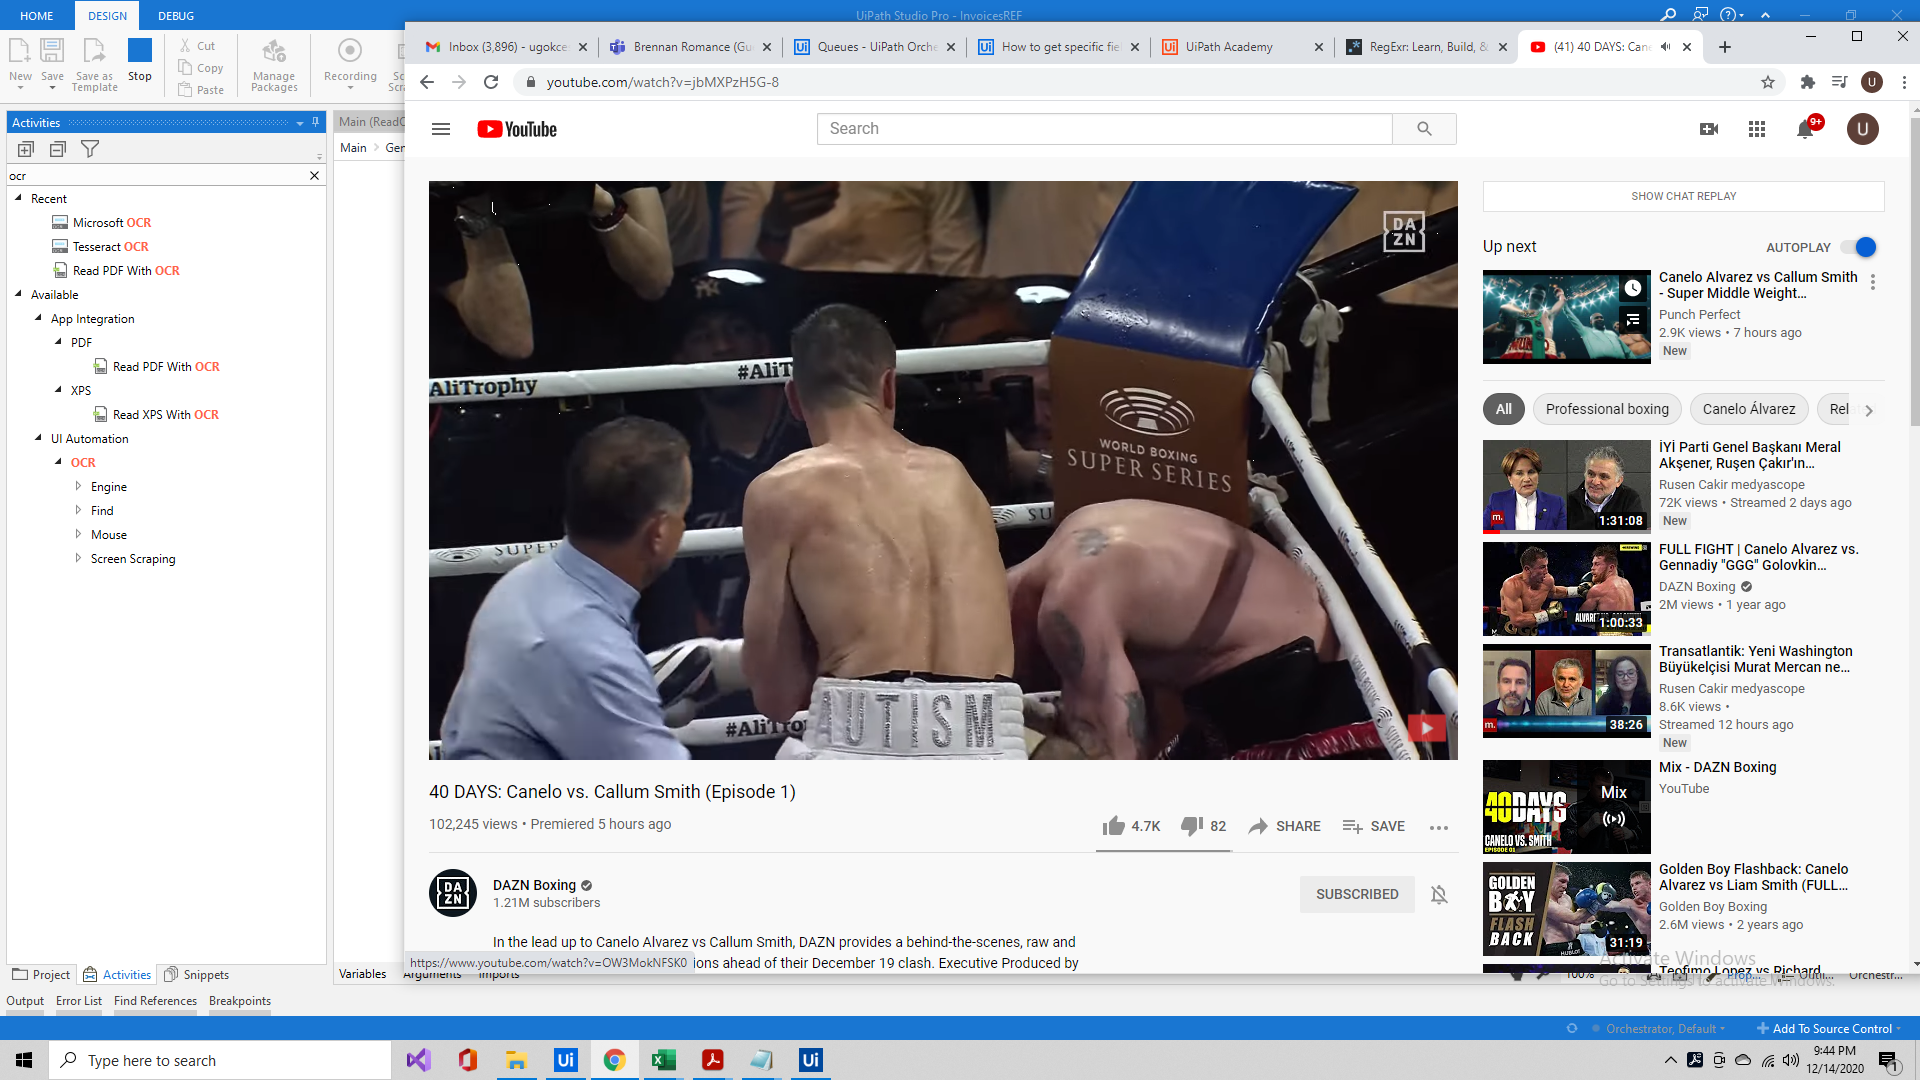 HOME DESIGN DEBUG
UiPath Studio Pro - InvoicesREF
New Save Save as Template Stop
Cut
Copy
Paste
Manage Packages
Recording
Activities
ocr
Recent
Microsoft OCR
Tesseract OCR
Read PDF With OCR
Available
App Integration
PDF
Read PDF With OCR
XPS
Read XPS With OCR
UI Automation
OCR
Engine
Find
Mouse
Screen Scraping
Project Activities Snippets
Output Error List Find References Breakpoints
Main
Variables Arguments Imports
Inbox (3,896) - ugokce
Brennan Romance (Gu
Queues - UiPath Orche
How to get specific fie
UiPath Academy
RegExr: Learn, Build, &
(41) 40 DAYS: Can
youtube.com/watch?v=jbMXPzH5G-8
YouTube
Search
9+
U
DAZN
AliTrophy
#AliT
WORLD BOXING
SUPER SERIES
SUPER
SU
#AliTro
UTSH
40 DAYS: Canelo vs. Callum Smith (Episode 1)
102,245 views • Premiered 5 hours ago
4.7K 82 SHARE SAVE
DAZN Boxing
1.21M subscribers
SUBSCRIBED
In the lead up to Canelo Alvarez vs Callum Smith, DAZN provides a behind-the-scenes, raw and
ions ahead of their December 19 clash. Executive Produced by
https://www.youtube.com/watch?v=OW3MokNFSK0
SHOW CHAT REPLAY
Up next
AUTOPLAY
Canelo Alvarez vs Callum Smith
- Super Middle Weight...
Punch Perfect
2.9K views • 7 hours ago
New
All Professional boxing Canelo Álvarez Rel
İYİ Parti Genel Başkanı Meral
Akşener, Ruşen Çakır'ın...
Rusen Cakir medyascope
72K views • Streamed 2 days ago
New
1:31:08
FULL FIGHT | Canelo Alvarez vs.
Gennadiy "GGG" Golovkin...
DAZN Boxing
2M views • 1 year ago
1:00:33
Transatlantik: Yeni Washington
Büyükelçisi Murat Mercan ne...
Rusen Cakir medyascope
8.6K views •
Streamed 12 hours ago
New
38:26
Mix - DAZN Boxing
YouTube
40 DAYS
CANELO VS. SMITH
EPISODE 01
Mix
Golden Boy Flashback: Canelo
Alvarez vs Liam Smith (FULL...
Golden Boy Boxing
2.6M views • 2 years ago
GOLDEN BOY FLASH BACK
31:19
Teofimo Lopez vs Richard
Activate Windows
Go to Settings to activate Windows.
100%
Orchestr...
Orchestrator, Default
Add To Source Control
Type here to search
9:44 PM
12/14/2020
1